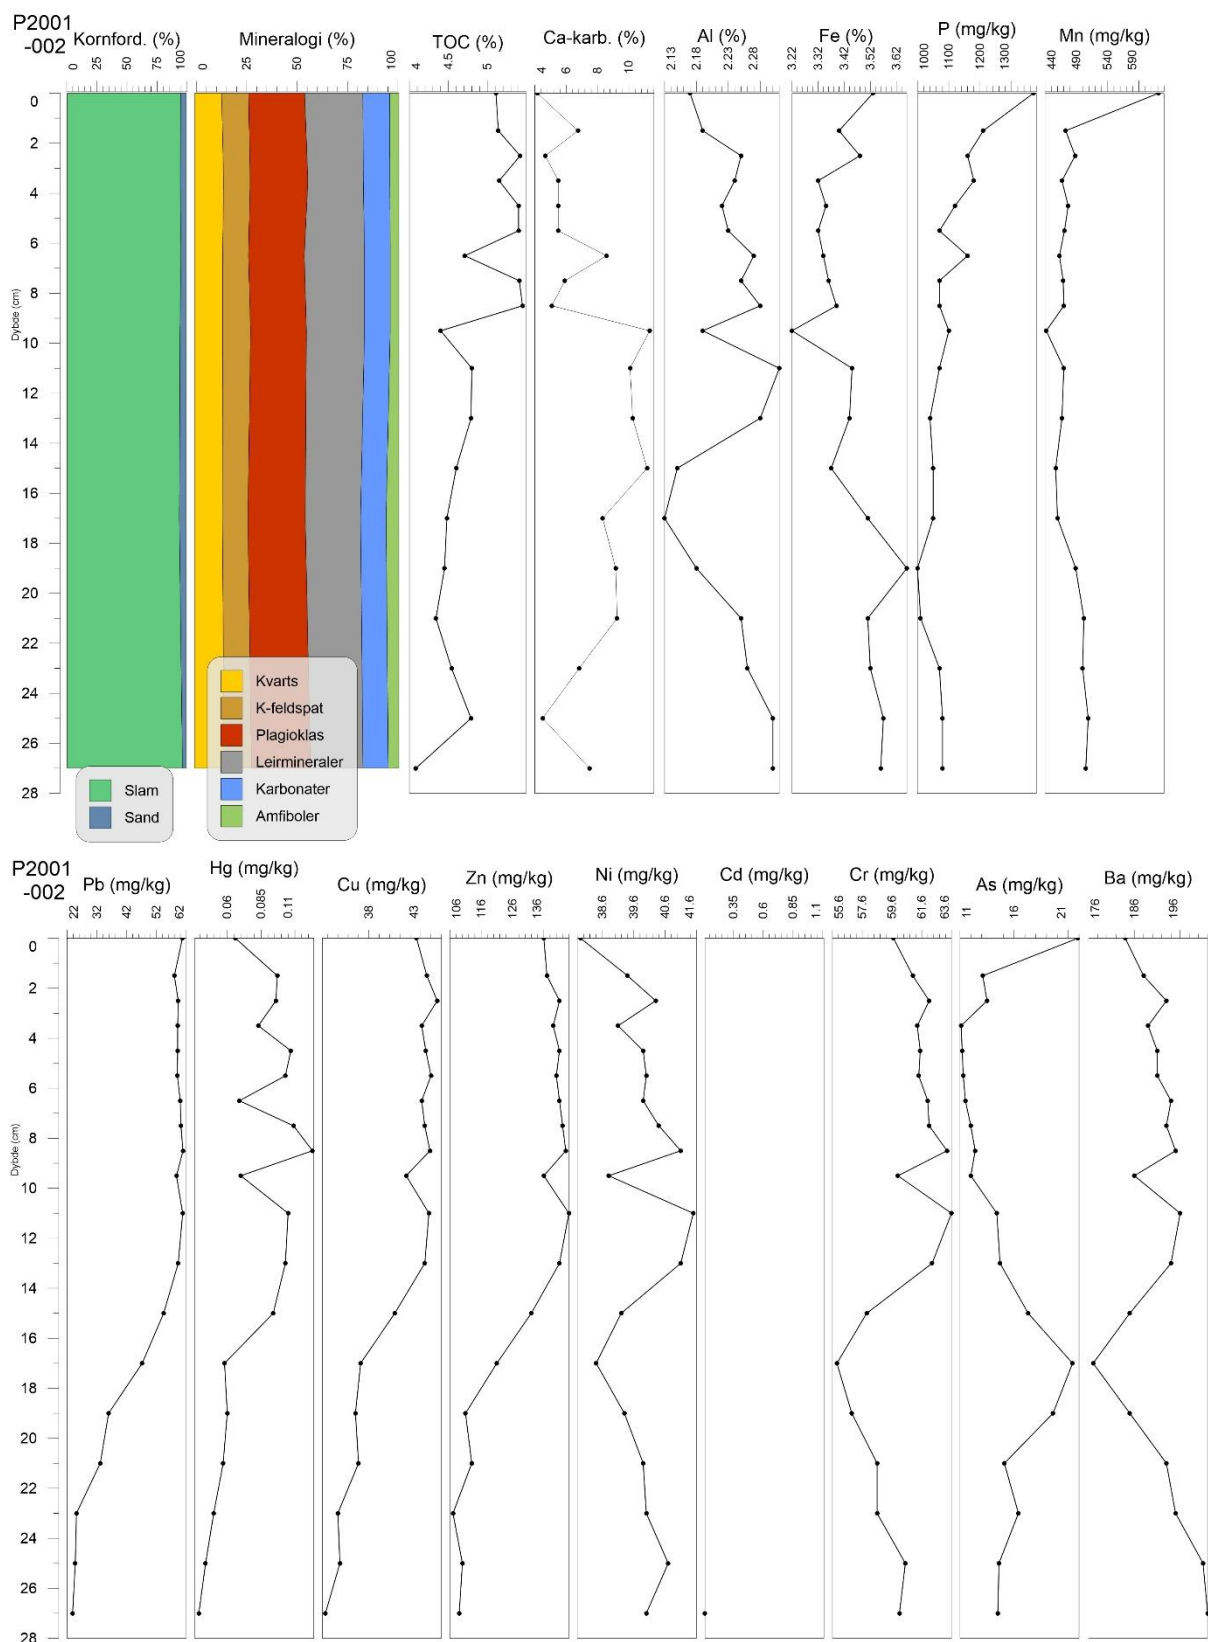 P2001
-002
Kornford. (%)
Mineralogi (%)
TOC (%)
Ca-karb. (%)
Al (%)
Fe (%)
P (mg/kg)
Mn (mg/kg)
0 25 50 75 100
0 25 50 75 100
4 4.5 5
4 6 8 10
2.13 2.18 2.23 2.28
3.22 3.32 3.42 3.52 3.62
1000 1100 1200 1300
440 490 540 590
0
2
4
6
8
10
12
14
16
18
20
22
24
26
28
Dybde (cm)
Kvarts
K-feldspat
Plagioklas
Leirmineraler
Karbonater
Amfiboler
Slam
Sand
P2001
-002
Pb (mg/kg)
Hg (mg/kg)
Cu (mg/kg)
Zn (mg/kg)
Ni (mg/kg)
Cd (mg/kg)
Cr (mg/kg)
As (mg/kg)
Ba (mg/kg)
22 32 42 52 62
0.06 0.085 0.11
38 43
106 116 126 136
38.6 39.6 40.6 41.6
0.35 0.6 0.85 1.1
55.6 57.6 59.6 61.6 63.6
11 16 21
176 186 196
0
2
4
6
8
10
12
14
16
18
20
22
24
26
28
Dybde (cm)